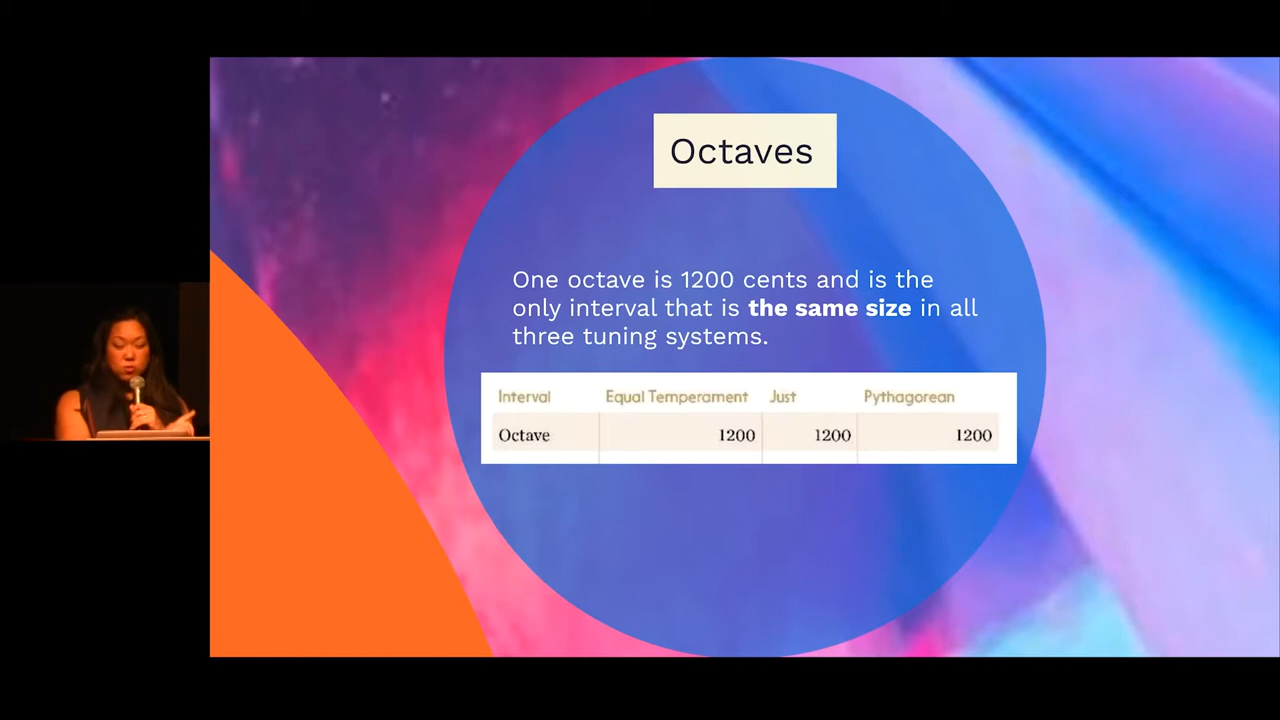 Octaves
One octave is 1200 cents and is the
only interval that is the same size in all
three tuning systems.
Interval Equal Temperament Just Pythagorean
Octave 1200 1200 1200